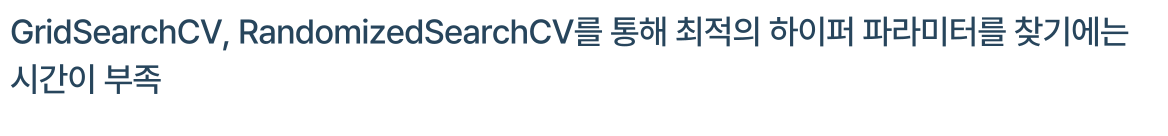 GridSearchCV, RandomizedSearchCV를 통해 최적의 하이퍼 파라미터를 찾기에는
시간이 부족